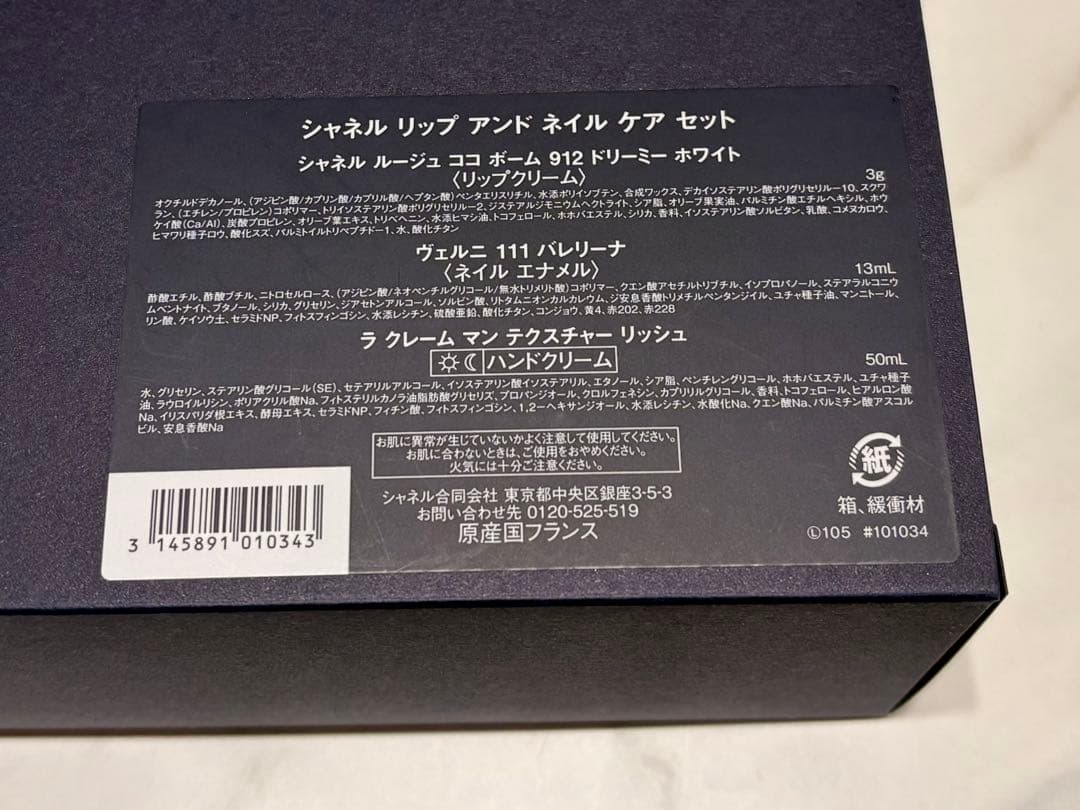 シャネル リップ アンド ネイル ケア セット
シャネル ルージュ ココ ボーム 912 ドリーミー ホワイト
〈リップクリーム〉 3g
オクチルドデカノール、(アジピン酸/カプリン酸/カプリル酸/ヘプタン酸)ペンタエリスリチル、水添ポリイソブテン、合成ワックス、デカイソステアリン酸ポリグリセリル-10、スクワ
ラン、(エチレン/プロピレン)コポリマー、トリイソステアリン酸ポリグリセリル-2、ジステアルジモニウムヘクトライト、シア脂、オリーブ果実油、パルミチン酸エチルヘキシル、ホウ
ケイ酸(Ca/Al)、炭酸プロピレン、オリーブ葉エキス、トリベヘニン、水添ヒマシ油、トコフェロール、ホホバエステル、シリカ、香料、イソステアリン酸ソルビタン、乳酸、コメヌカロウ、
ヒマワリ種子ロウ、酸化スズ、パルミトイルトリペプチド-1、水、酸化チタン
ヴェルニ 111 バレリーナ
〈ネイル エナメル〉 13mL
酢酸エチル、酢酸ブチル、ニトロセルロース、(アジピン酸/ネオペンチルグリコール/無水トリメリト酸)コポリマー、クエン酸アセチルトリブチル、イソプロパノール、ステアラルコニウ
ムベントナイト、ブタノール、シリカ、グリセリン、ジアセトンアルコール、ソルビン酸、リトタムニオンカルカレウム、ジ安息香酸トリメチルペンタンジイル、ユチャ種子油、マンニトール、
リン酸、ケイソウ土、セラミドNP、フィトスフィンゴシン、水添レシチン、硫酸亜鉛、酸化チタン、コンジョウ、黄4、赤202、赤228
ラ クレーム マン テクスチャー リッシュ
ハンドクリーム 50mL
水、グリセリン、ステアリン酸グリコール(SE)、セテアリルアルコール、イソステアリン酸イソステアリル、エタノール、シア脂、ペンチレングリコール、ホホバエステル、ユチャ種子
油、ラウロイルリシン、ポリアクリル酸Na、フィトステリルカノラ油脂肪酸グリセリズ、プロパンジオール、クロルフェネシン、カプリリルグリコール、香料、トコフェロール、ヒアルロン酸
Na、イリスパリダ根エキス、酵母エキス、セラミドNP、フィチン酸、フィトスフィンゴシン、1,2-ヘキサンジオール、水添レシチン、水酸化Na、クエン酸Na、パルミチン酸アスコル
ビル、安息香酸Na
お肌に異常が生じていないかよく注意して使用してください。
お肌に合わないときは、ご使用をおやめください。
火気には十分ご注意ください。
シャネル合同会社 東京都中央区銀座3-5-3
お問い合わせ先 0120-525-519
原産国フランス
3 145891 010343
紙
箱、緩衝材
Ⓛ105 #101034